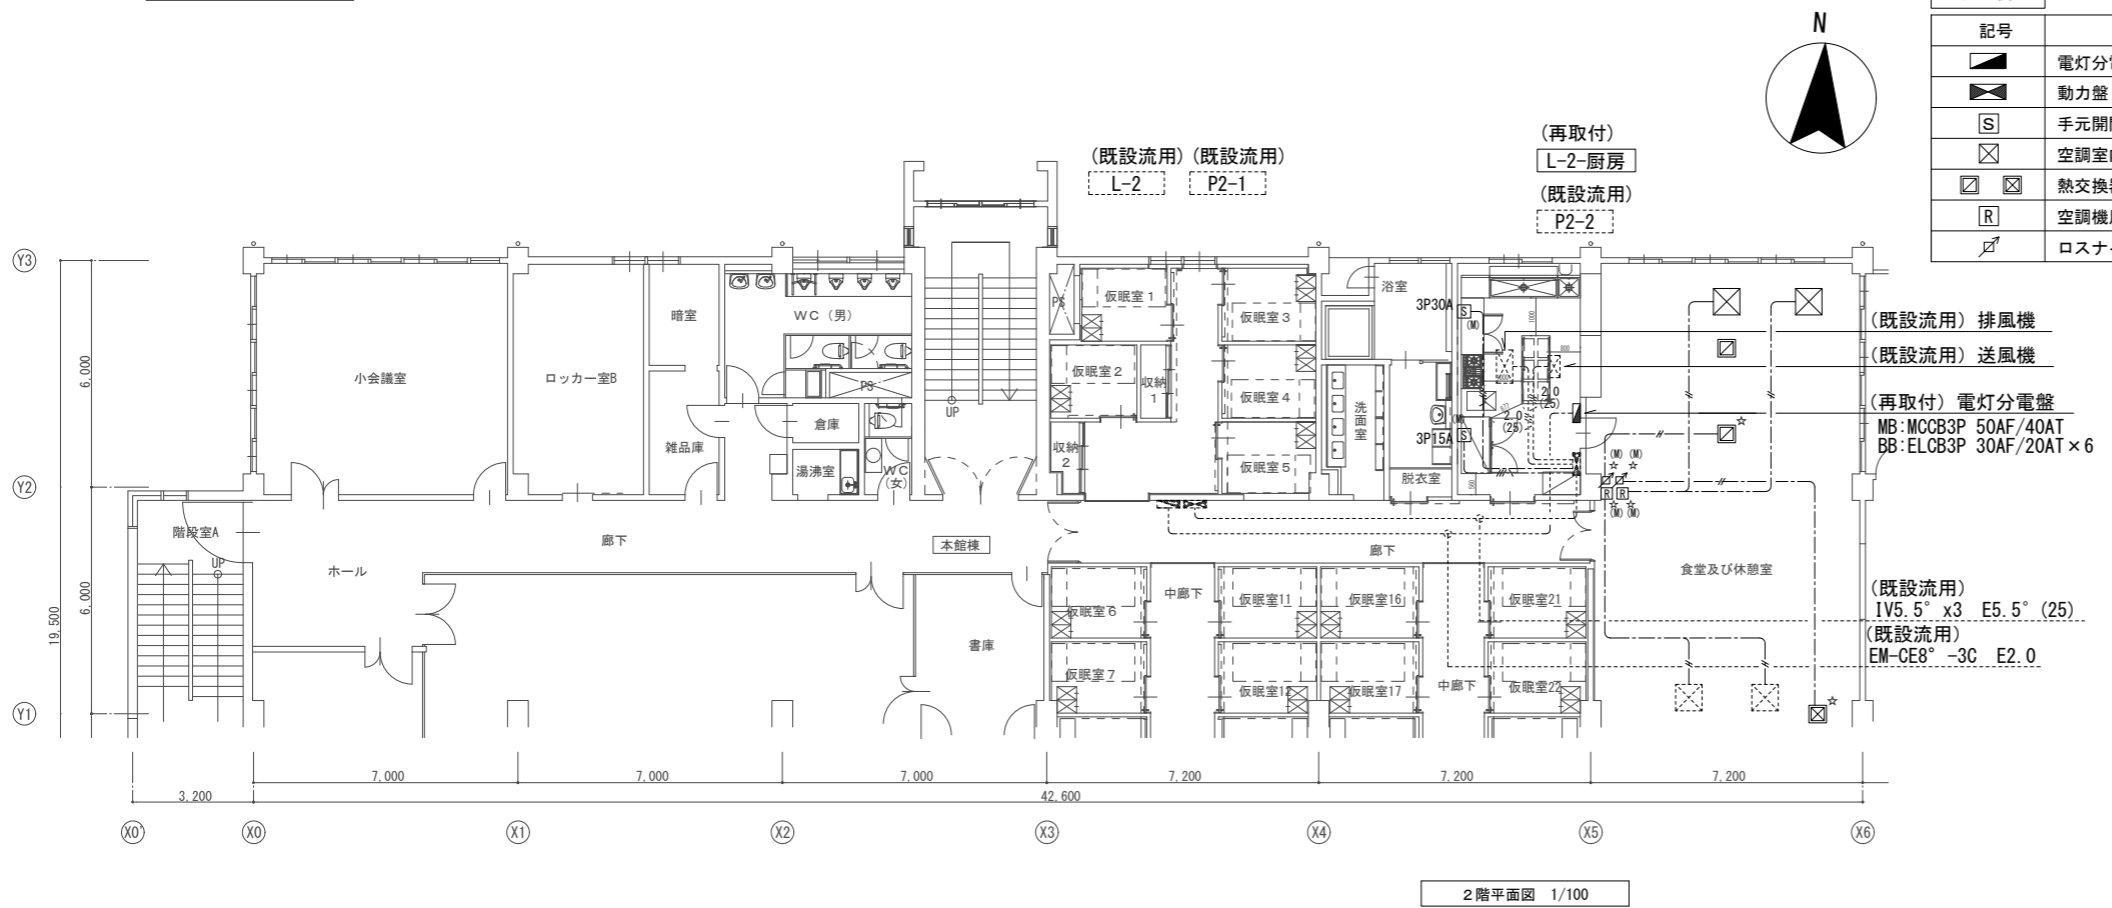 N
記号
電灯分
動力盤
S
手元開
空調室
熱交換
R
空調機
ロスナ
(既設流用)
(既設流用)
L-2
P2-1
(再取付)
L-2-厨房
(既設流用)
P2-2
Y3
Y2
Y1
6,000
6,000
19,500
小会議室
ロッカー室B
暗室
雑品庫
WC(男)
PS
倉庫
湯沸室
WC
(女)
UP
PS
仮眠室1
仮眠室2
収納
1
収納
2
仮眠室3
仮眠室4
仮眠室5
洗面室
浴室
脱衣室
3P30A
S
(M)
3P15A
S
(M)
1000
800
2.0
(25)
2.0
(25)
(既設流用) 排風機
(既設流用) 送風機
(再取付) 電灯分電盤
MB:MCCB3P 50AF/40AT
BB:ELCB3P 30AF/20AT×6
☆
(M) (M)
☆ ☆
R R
☆ ☆
(M) (M)
階段室A
UP
ホール
廊下
本館棟
廊下
食堂及び休憩室
書庫
仮眠室6
仮眠室7
中廊下
仮眠室11
仮眠室12
仮眠室16
仮眠室17
中廊下
仮眠室21
仮眠室22
(既設流用)
IV5.5° x3 E5.5°(25)
(既設流用)
EM-CE8° -3C E2.0
☆
7,000
7,000
7,000
7,200
7,200
7,200
3,200
42,600
X0'
X0
X1
X2
X3
X4
X5
X6
2階平面図 1/100